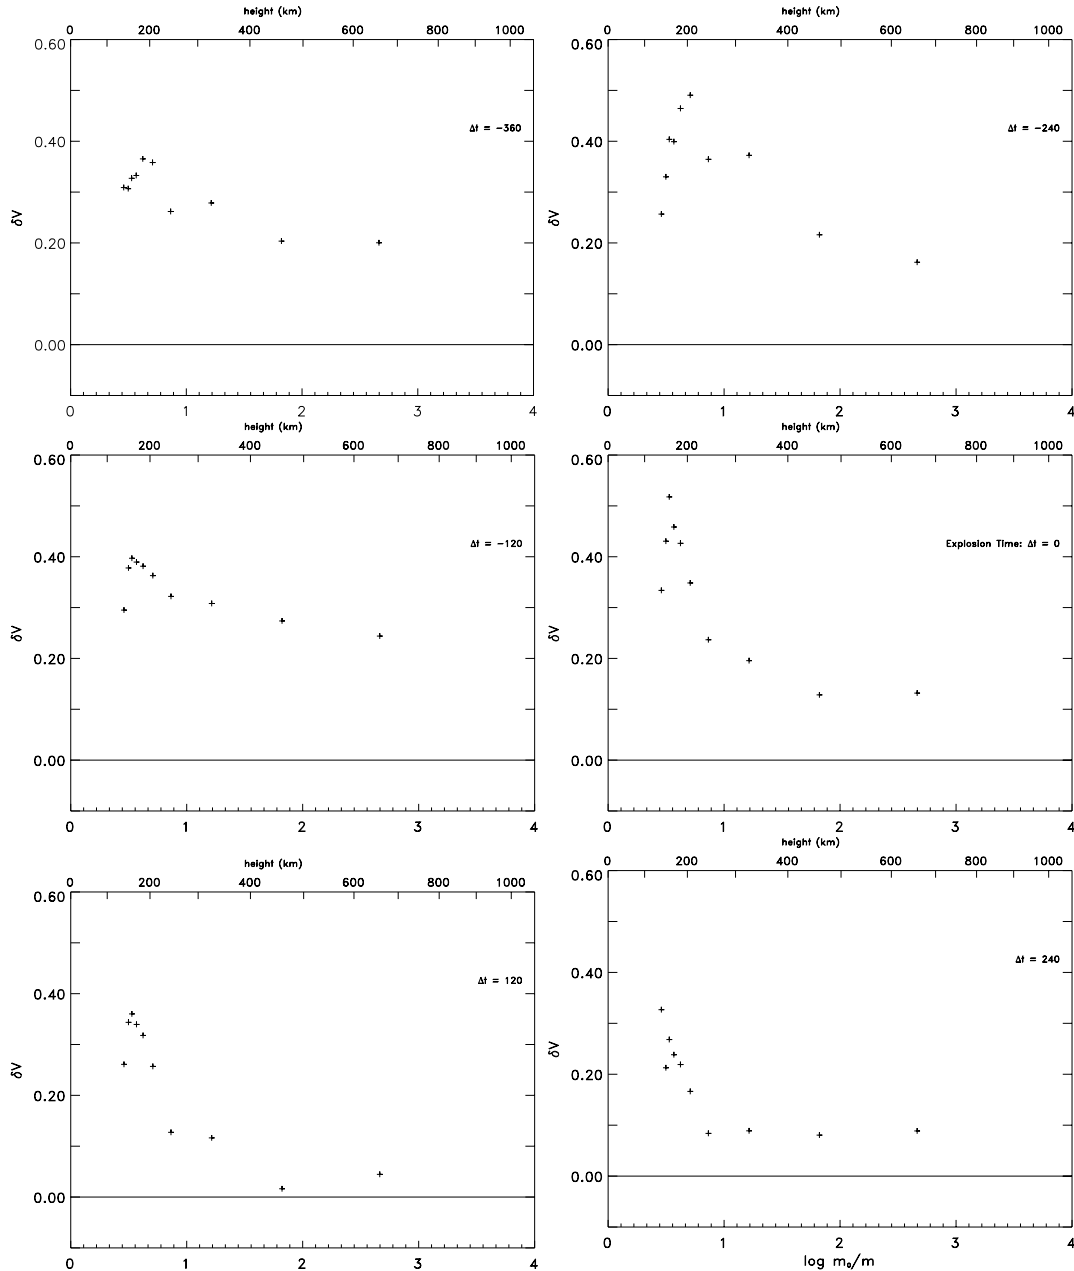 height (km)
0 200 400 600 800 1000
0.60
0.40
0.20
0.00
δV
Δt = -360
0 1 2 3 4
height (km)
0 200 400 600 800 1000
0.60
0.40
0.20
0.00
δV
Δt = -240
0 1 2 3 4
height (km)
0 200 400 600 800 1000
0.60
0.40
0.20
0.00
δV
Δt = -120
0 1 2 3 4
height (km)
0 200 400 600 800 1000
0.60
0.40
0.20
0.00
δV
Explosion Time: Δt = 0
0 1 2 3 4
height (km)
0 200 400 600 800 1000
0.60
0.40
0.20
0.00
δV
Δt = 120
0 1 2 3 4
height (km)
0 200 400 600 800 1000
0.60
0.40
0.20
0.00
δV
Δt = 240
0 1 2 3 4
log m₀/m